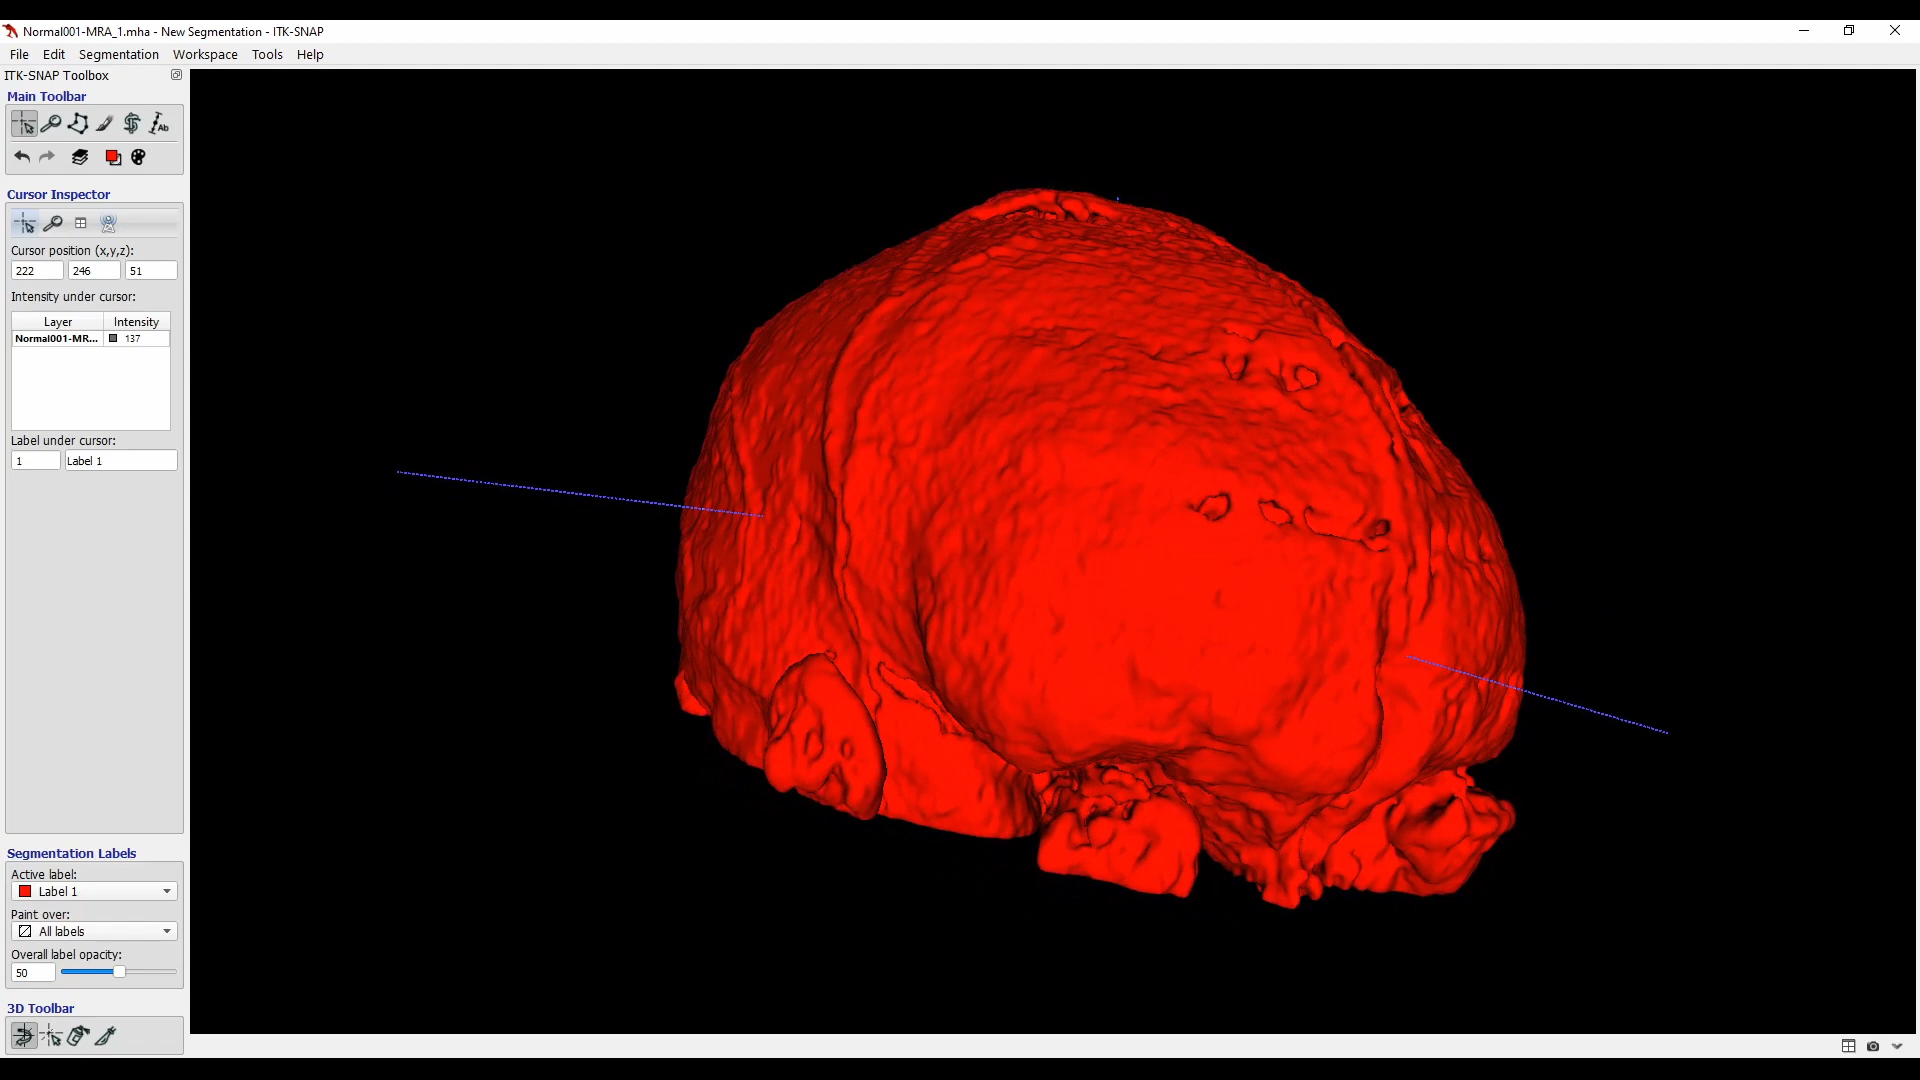 Normal001-MRA_1.mha - New Segmentation - ITK-SNAP
File Edit Segmentation Workspace Tools Help
ITK-SNAP Toolbox
Main Toolbar
Ab
Cursor Inspector
Cursor position (x,y,z):
222 246 51
Intensity under cursor:
Layer Intensity
Normal001-MR... 137
Label under cursor:
1 Label 1
Segmentation Labels
Active label:
Label 1
Paint over:
All labels
Overall label opacity:
50
3D Toolbar